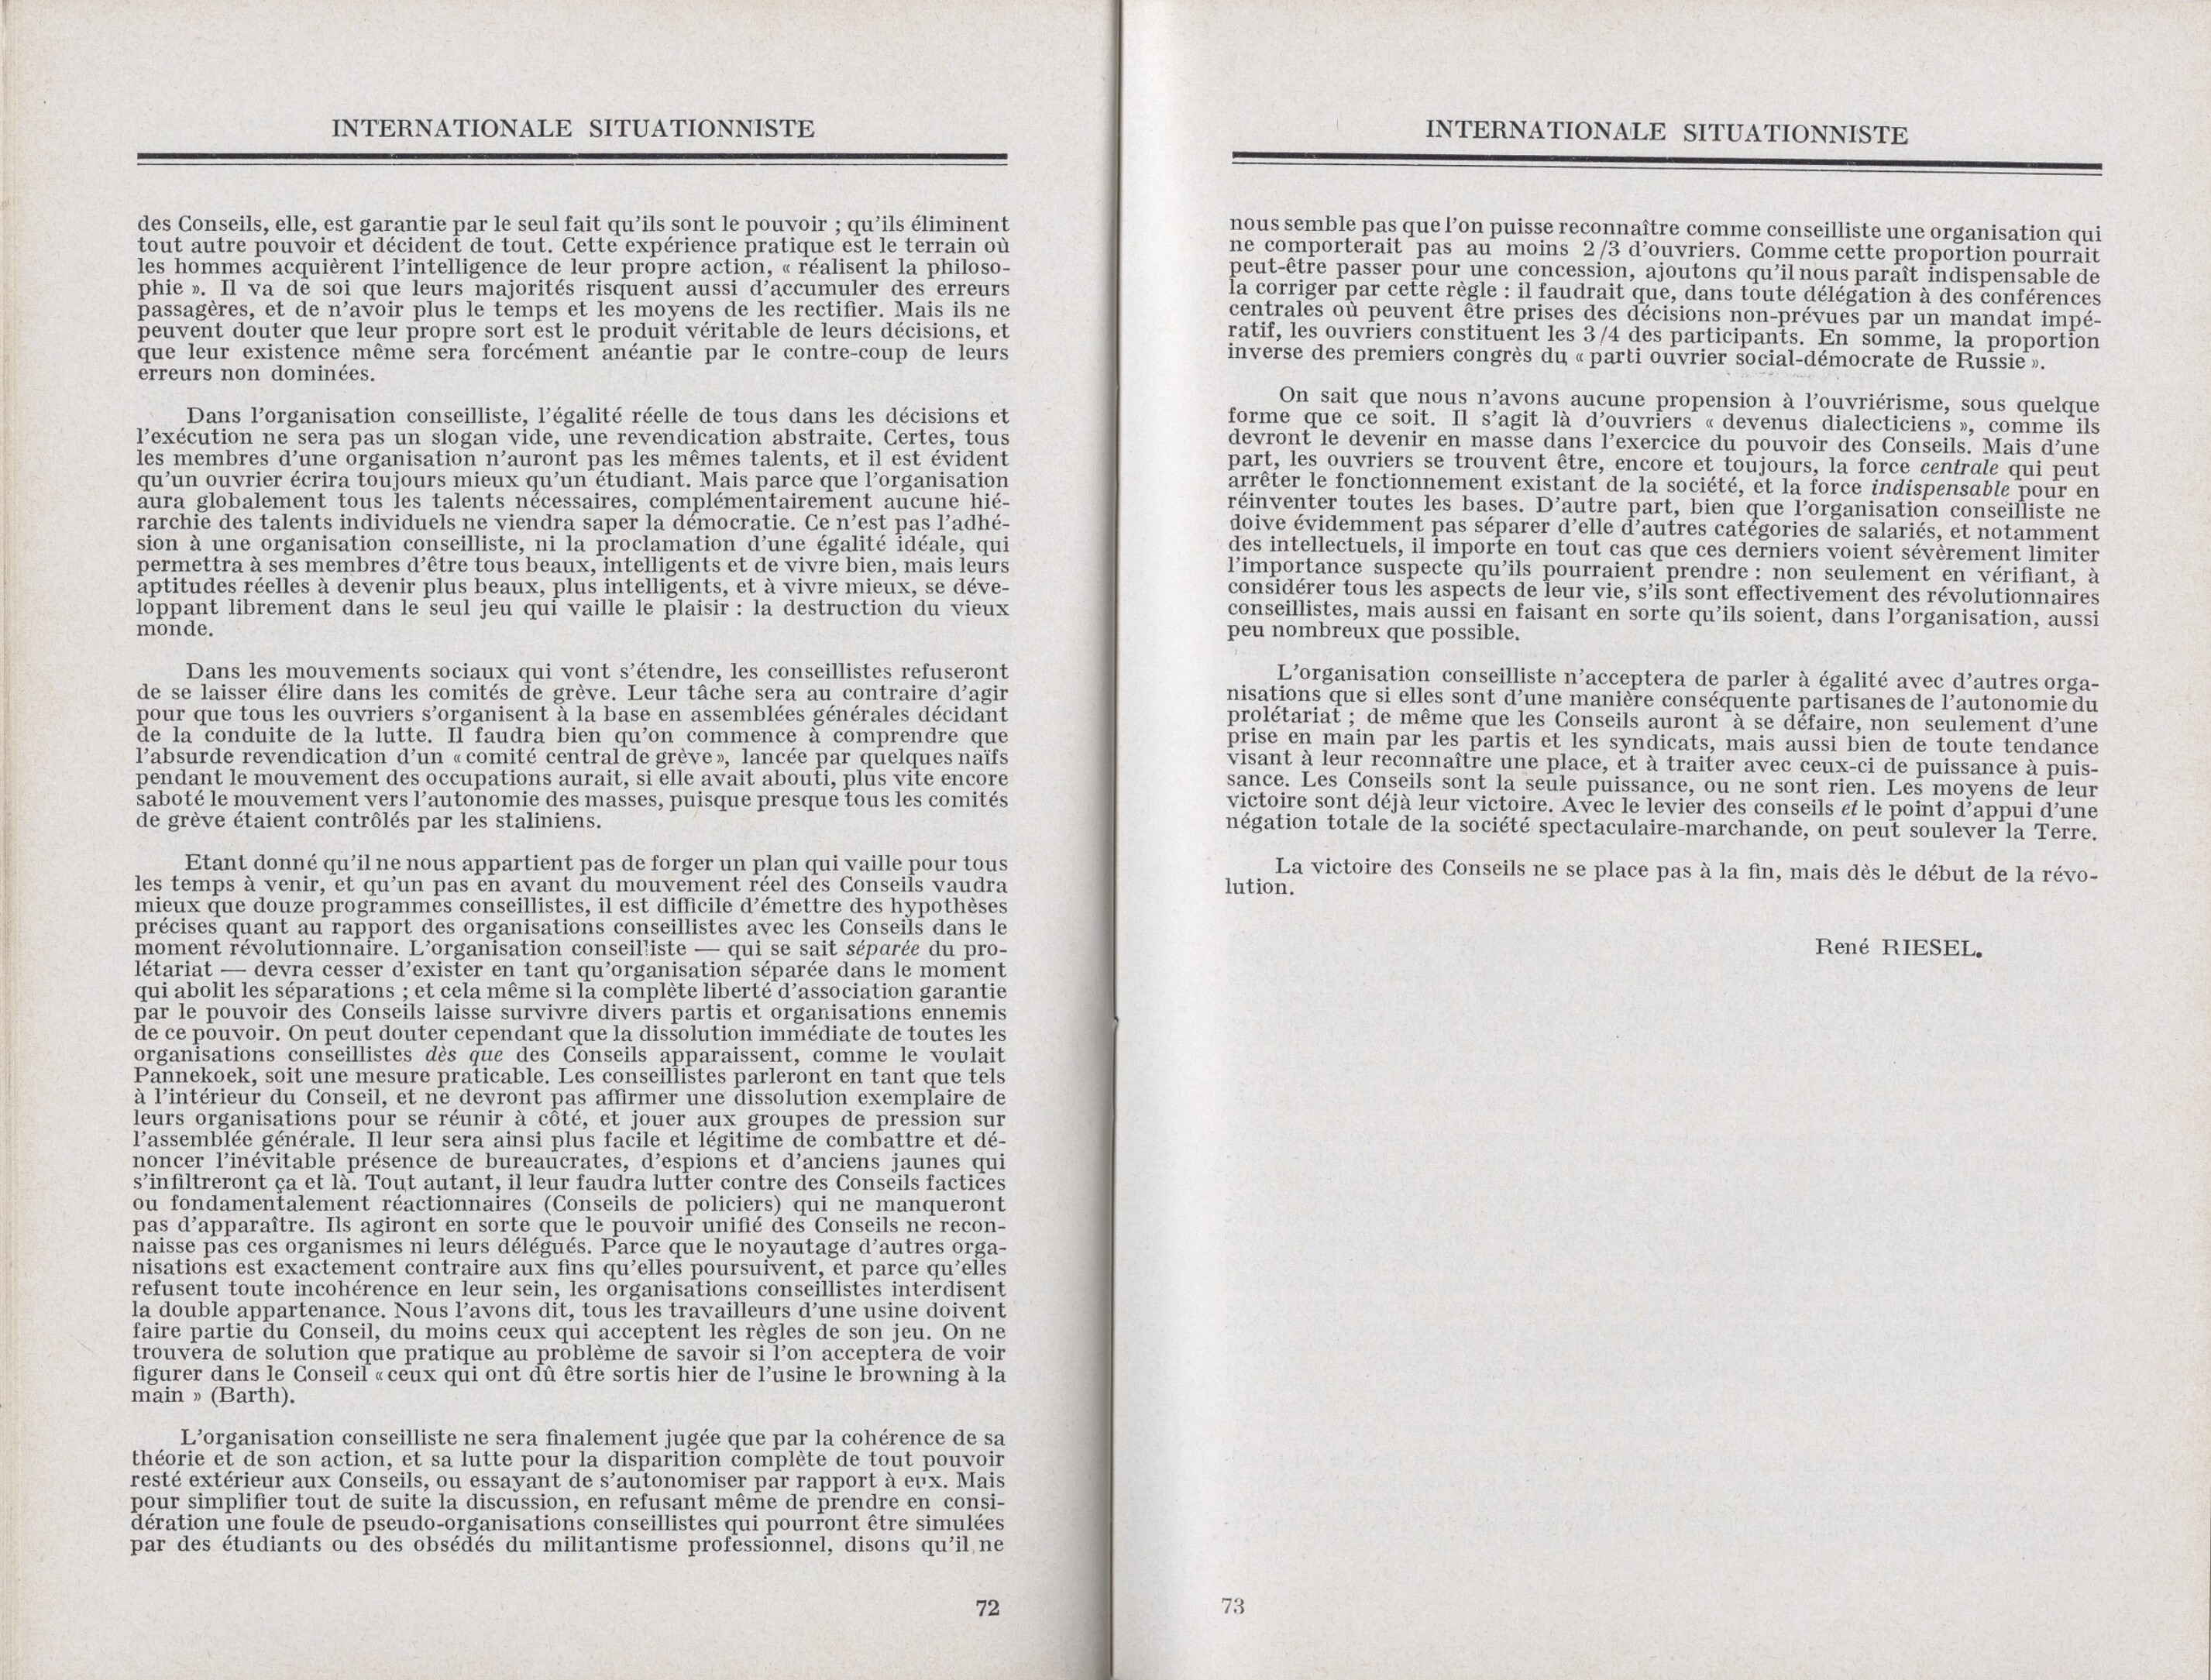 INTERNATIONALE SITUATIONNISTE
des Conseils, elle, est garantie par le seul fait qu'ils sont le pouvoir ; qu'ils éliminent
tout autre pouvoir et décident de tout. Cette expérience pratique est le terrain où
les hommes acquièrent l'intelligence de leur propre action, « réalisent la philoso-
phie ». Il va de soi que leurs majorités risquent aussi d'accumuler des erreurs
passagères, et de n'avoir plus le temps et les moyens de les rectifier. Mais ils ne
peuvent douter que leur propre sort est le produit véritable de leurs décisions, et
que leur existence même sera forcément anéantie par le contre-coup de leurs
erreurs non dominées.
Dans l'organisation conseilliste, l'égalité réelle de tous dans les décisions et
l'exécution ne sera pas un slogan vide, une revendication abstraite. Certes, tous
les membres d'une organisation n'auront pas les mêmes talents, et il est évident
qu'un ouvrier écrira toujours mieux qu'un étudiant. Mais parce que l'organisation
aura globalement tous les talents nécessaires, complémentairement aucune hié-
rarchie des talents individuels ne viendra saper la démocratie. Ce n'est pas l'adhé-
sion à une organisation conseilliste, ni la proclamation d'une égalité idéale, qui
permettra à ses membres d'être tous beaux, intelligents et de vivre bien, mais leurs
aptitudes réelles à devenir plus beaux, plus intelligents, et à vivre mieux, se déve-
loppant librement dans le seul jeu qui vaille le plaisir : la destruction du vieux
monde.
Dans les mouvements sociaux qui vont s'étendre, les conseillistes refuseront
de se laisser élire dans les comités de grève. Leur tâche sera au contraire d'agir
pour que tous les ouvriers s'organisent à la base en assemblées générales décidant
de la conduite de la lutte. Il faudra bien qu'on commence à comprendre que
l'absurde revendication d'un « comité central de grève », lancée par quelques naïfs
pendant le mouvement des occupations aurait, si elle avait abouti, plus vite encore
saboté le mouvement vers l'autonomie des masses, puisque presque tous les comités
de grève étaient contrôlés par les staliniens.
Etant donné qu'il ne nous appartient pas de forger un plan qui vaille pour tous
les temps à venir, et qu'un pas en avant du mouvement réel des Conseils vaudra
mieux que douze programmes conseillistes, il est difficile d'émettre des hypothèses
précises quant au rapport des organisations conseillistes avec les Conseils dans le
moment révolutionnaire. L'organisation conseilliste — qui se sait séparée du pro-
létariat — devra cesser d'exister en tant qu'organisation séparée dans le moment
qui abolit les séparations ; et cela même si la complète liberté d'association garantie
par le pouvoir des Conseils laisse survivre divers partis et organisations ennemis
de ce pouvoir. On peut douter cependant que la dissolution immédiate de toutes les
organisations conseillistes dès que des Conseils apparaissent, comme le voulait
Pannekoek, soit une mesure praticable. Les conseillistes parleront en tant que tels
à l'intérieur du Conseil, et ne devront pas affirmer une dissolution exemplaire de
leurs organisations pour se réunir à côté, et jouer aux groupes de pression sur
l'assemblée générale. Il leur sera ainsi plus facile et légitime de combattre et dé-
noncer l'inévitable présence de bureaucrates, d'espions et d'anciens jaunes qui
s'infiltreront ça et là. Tout autant, il leur faudra lutter contre des Conseils factices
ou fondamentalement réactionnaires (Conseils de policiers) qui ne manqueront
pas d'apparaître. Ils agiront en sorte que le pouvoir unifié des Conseils ne recon-
naisse pas ces organismes ni leurs délégués. Parce que le noyautage d'autres orga-
nisations est exactement contraire aux fins qu'elles poursuivent, et parce qu'elles
refusent toute incohérence en leur sein, les organisations conseillistes interdisent
la double appartenance. Nous l'avons dit, tous les travailleurs d'une usine doivent
faire partie du Conseil, du moins ceux qui acceptent les règles de son jeu. On ne
trouvera de solution que pratique au problème de savoir si l'on acceptera de voir
figurer dans le Conseil « ceux qui ont dû être sortis hier de l'usine le browning à la
main » (Barth).
L'organisation conseilliste ne sera finalement jugée que par la cohérence de sa
théorie et de son action, et sa lutte pour la disparition complète de tout pouvoir
resté extérieur aux Conseils, ou essayant de s'autonomiser par rapport à eux. Mais
pour simplifier tout de suite la discussion, en refusant même de prendre en consi-
dération une foule de pseudo-organisations conseillistes qui pourront être simulées
par des étudiants ou des obsédés du militantisme professionnel, disons qu'il ne
72
INTERNATIONALE SITUATIONNISTE
nous semble pas que l'on puisse reconnaître comme conseilliste une organisation qui
ne comporterait pas au moins 2/3 d'ouvriers. Comme cette proportion pourrait
peut-être passer pour une concession, ajoutons qu'il nous paraît indispensable de
la corriger par cette règle : il faudrait que, dans toute délégation à des conférences
centrales où peuvent être prises des décisions non-prévues par un mandat impé-
ratif, les ouvriers constituent les 3/4 des participants. En somme, la proportion
inverse des premiers congrès du « parti ouvrier social-démocrate de Russie ».
On sait que nous n'avons aucune propension à l'ouvriérisme, sous quelque
forme que ce soit. Il s'agit là d'ouvriers « devenus dialecticiens », comme ils
devront le devenir en masse dans l'exercice du pouvoir des Conseils. Mais d'une
part, les ouvriers se trouvent être, encore et toujours, la force centrale qui peut
arrêter le fonctionnement existant de la société, et la force indispensable pour en
réinventer toutes les bases. D'autre part, bien que l'organisation conseilliste ne
doive évidemment pas séparer d'elle d'autres catégories de salariés, et notamment
des intellectuels, il importe en tout cas que ces derniers voient sévèrement limiter
l'importance suspecte qu'ils pourraient prendre : non seulement en vérifiant, à
considérer tous les aspects de leur vie, s'ils sont effectivement des révolutionnaires
conseillistes, mais aussi en faisant en sorte qu'ils soient, dans l'organisation, aussi
peu nombreux que possible.
L'organisation conseilliste n'acceptera de parler à égalité avec d'autres orga-
nisations que si elles sont d'une manière conséquente partisanes de l'autonomie du
prolétariat ; de même que les Conseils auront à se défaire, non seulement d'une
prise en main par les partis et les syndicats, mais aussi bien de toute tendance
visant à leur reconnaître une place, et à traiter avec ceux-ci de puissance à puis-
sance. Les Conseils sont la seule puissance, ou ne sont rien. Les moyens de leur
victoire sont déjà leur victoire. Avec le levier des conseils et le point d'appui d'une
négation totale de la société spectaculaire-marchande, on peut soulever la Terre.
La victoire des Conseils ne se place pas à la fin, mais dès le début de la révo-
lution.
René RIESEL.
73